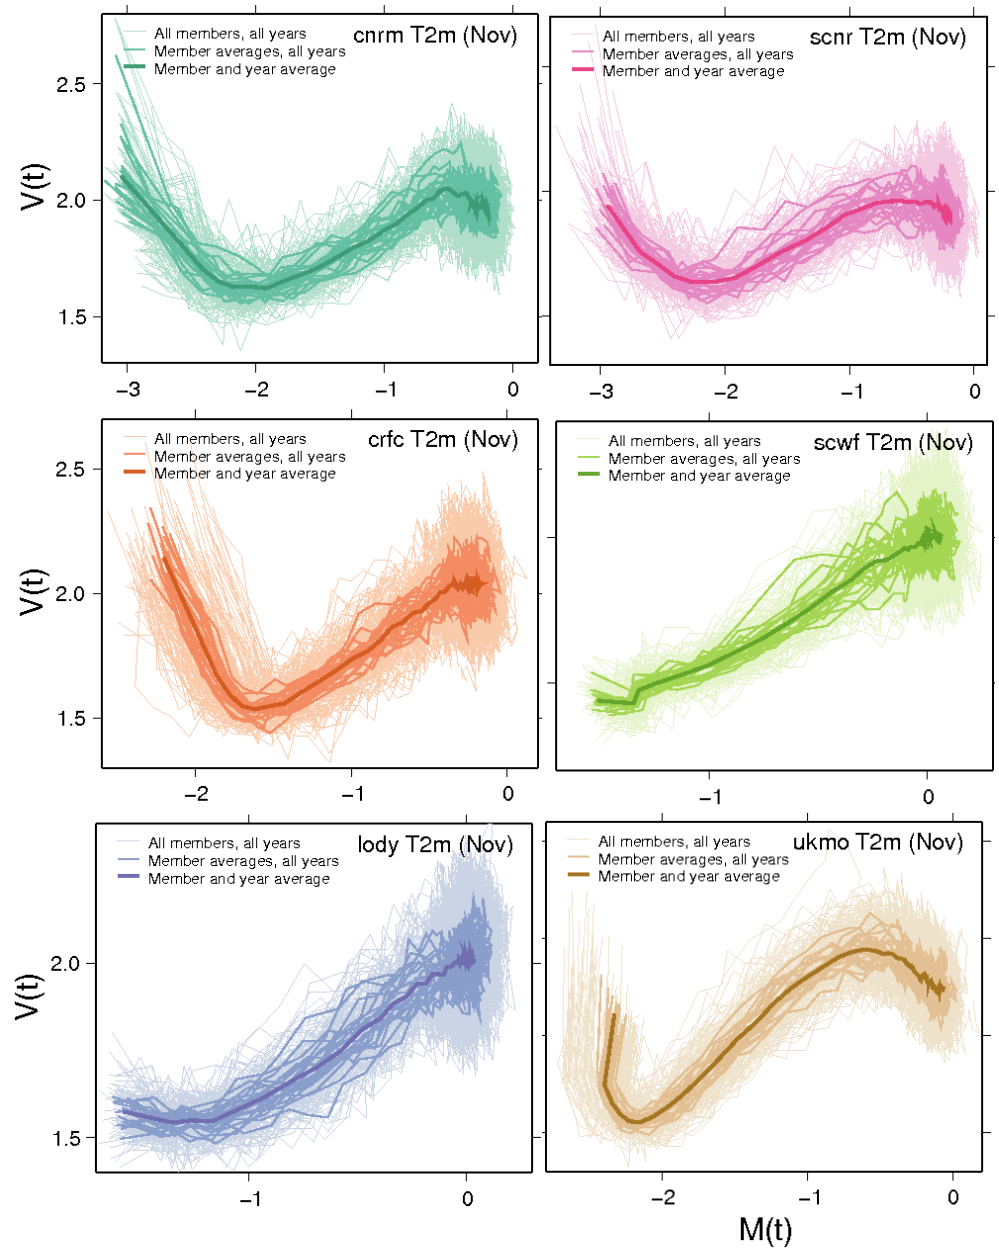 cnrm T2m (Nov)
All members, all years
Member averages, all years
Member and year average
2.5
2.0
1.5
V(t)
−3
−2
−1
0
scnr T2m (Nov)
All members, all years
Member averages, all years
Member and year average
−3
−2
−1
0
crfc T2m (Nov)
All members, all years
Member averages, all years
Member and year average
2.5
2.0
1.5
V(t)
−2
−1
0
scwf T2m (Nov)
All members, all years
Member averages, all years
Member and year average
−1
0
lody T2m (Nov)
All members, all years
Member averages, all years
Member and year average
2.0
1.5
V(t)
−1
0
ukmo T2m (Nov)
All members, all years
Member averages, all years
Member and year average
−2
−1
0
M(t)